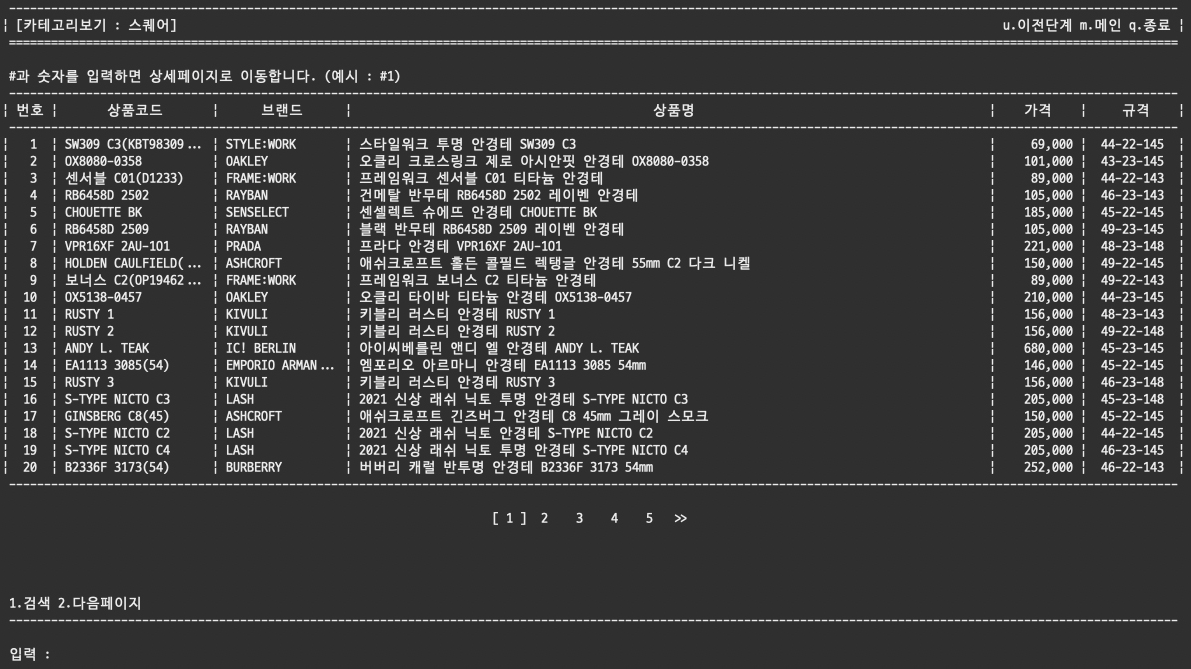 [카테고리보기 : 스퀘어] u.이전단계 m.메인 q.종료
#과 숫자를 입력하면 상세페이지로 이동합니다. (예시 : #1)
번호 | 상품코드 | 브랜드 | 상품명 | 가격 | 규격
1 | SW309 C3(KBT98309... | STYLE:WORK | 스타일워크 투명 안경테 SW309 C3 | 69,000 | 44-22-145
2 | OX8080-0358 | OAKLEY | 오클리 크로스링크 제로 아시안핏 안경테 OX8080-0358 | 101,000 | 43-23-145
3 | 센서블 C01(D1233) | FRAME:WORK | 프레임워크 센서블 C01 티타늄 안경테 | 89,000 | 44-22-143
4 | RB6458D 2502 | RAYBAN | 건메탈 반무테 RB6458D 2502 레이벤 안경테 | 105,000 | 46-23-143
5 | CHOUETTE BK | SENSELECT | 센셀렉트 슈에뜨 안경테 CHOUETTE BK | 185,000 | 45-22-145
6 | RB6458D 2509 | RAYBAN | 블랙 반무테 RB6458D 2509 레이벤 안경테 | 105,000 | 49-23-145
7 | VPR16XF 2AU-1O1 | PRADA | 프라다 안경테 VPR16XF 2AU-1O1 | 221,000 | 48-23-148
8 | HOLDEN CAULFIELD(... | ASHCROFT | 애쉬크로프트 홀든 콜필드 렉탱글 안경테 55mm C2 다크 니켈 | 150,000 | 49-22-145
9 | 보너스 C2(OP19462... | FRAME:WORK | 프레임워크 보너스 C2 티타늄 안경테 | 89,000 | 49-22-143
10 | OX5138-0457 | OAKLEY | 오클리 타이바 티타늄 안경테 OX5138-0457 | 210,000 | 44-23-145
11 | RUSTY 1 | KIVULI | 키블리 러스티 안경테 RUSTY 1 | 156,000 | 48-23-143
12 | RUSTY 2 | KIVULI | 키블리 러스티 안경테 RUSTY 2 | 156,000 | 49-22-148
13 | ANDY L. TEAK | IC! BERLIN | 아이씨베를린 앤디 엘 안경테 ANDY L. TEAK | 680,000 | 45-23-145
14 | EA1113 3085(54) | EMPORIO ARMAN... | 엠포리오 아르마니 안경테 EA1113 3085 54mm | 146,000 | 45-22-145
15 | RUSTY 3 | KIVULI | 키블리 러스티 안경테 RUSTY 3 | 156,000 | 46-23-148
16 | S-TYPE NICTO C3 | LASH | 2021 신상 래쉬 닉토 투명 안경테 S-TYPE NICTO C3 | 205,000 | 45-23-148
17 | GINSBERG C8(45) | ASHCROFT | 애쉬크로프트 긴즈버그 안경테 C8 45mm 그레이 스모크 | 150,000 | 45-22-145
18 | S-TYPE NICTO C2 | LASH | 2021 신상 래쉬 닉토 안경테 S-TYPE NICTO C2 | 205,000 | 44-22-145
19 | S-TYPE NICTO C4 | LASH | 2021 신상 래쉬 닉토 투명 안경테 S-TYPE NICTO C4 | 205,000 | 46-23-145
20 | B2336F 3173(54) | BURBERRY | 버버리 캐럴 반투명 안경테 B2336F 3173 54mm | 252,000 | 46-22-143
[ 1 ] 2 3 4 5 >>
1.검색 2.다음페이지
입력 :